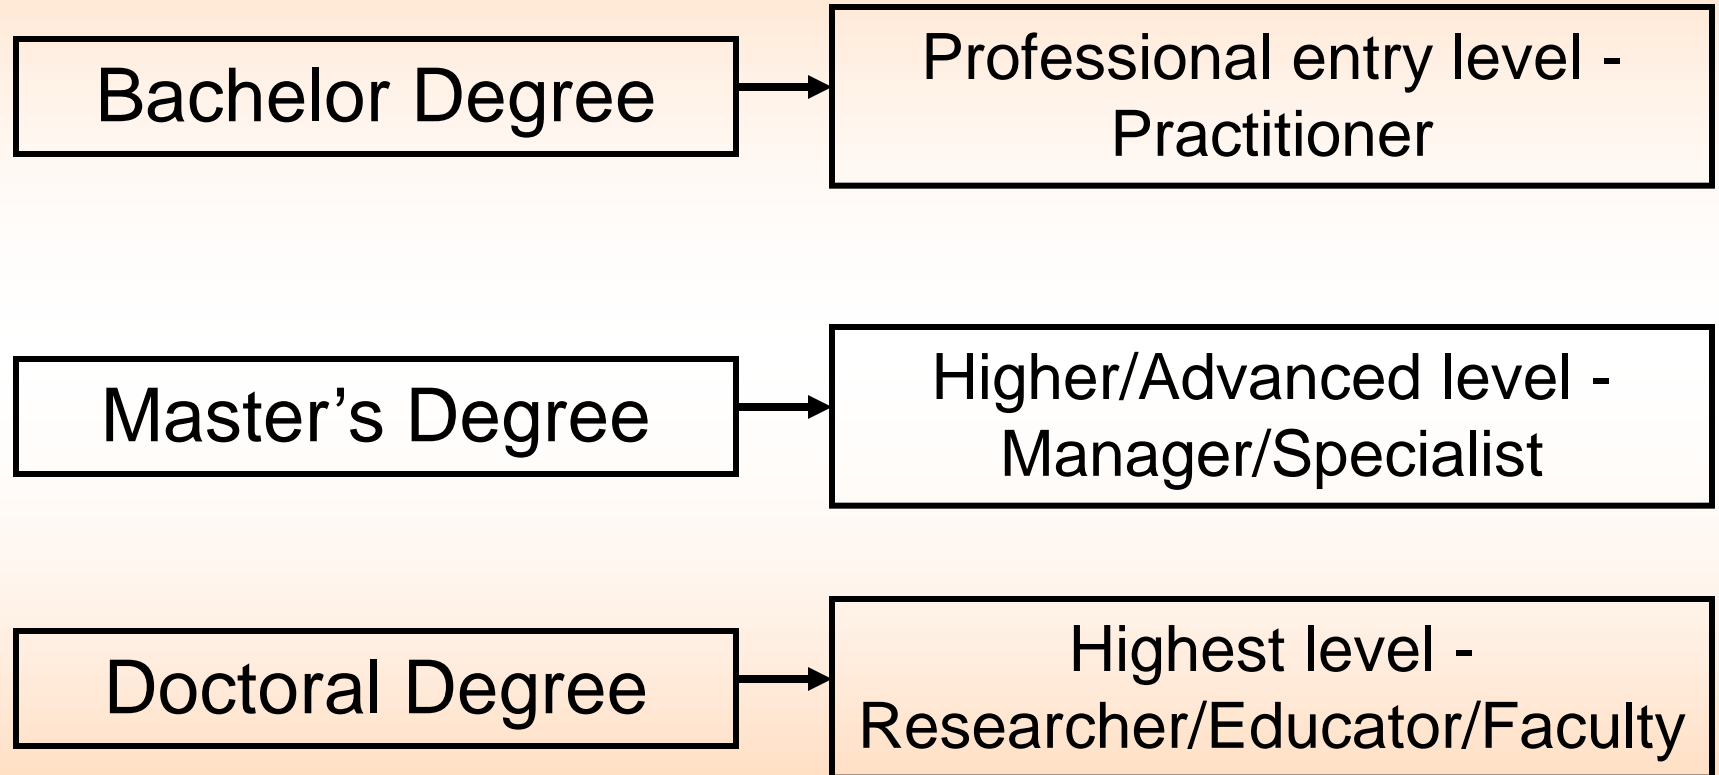 Bachelor Degree
Professional entry level -
Practitioner
Master’s Degree
Higher/Advanced level -
Manager/Specialist
Doctoral Degree
Highest level -
Researcher/Educator/Faculty